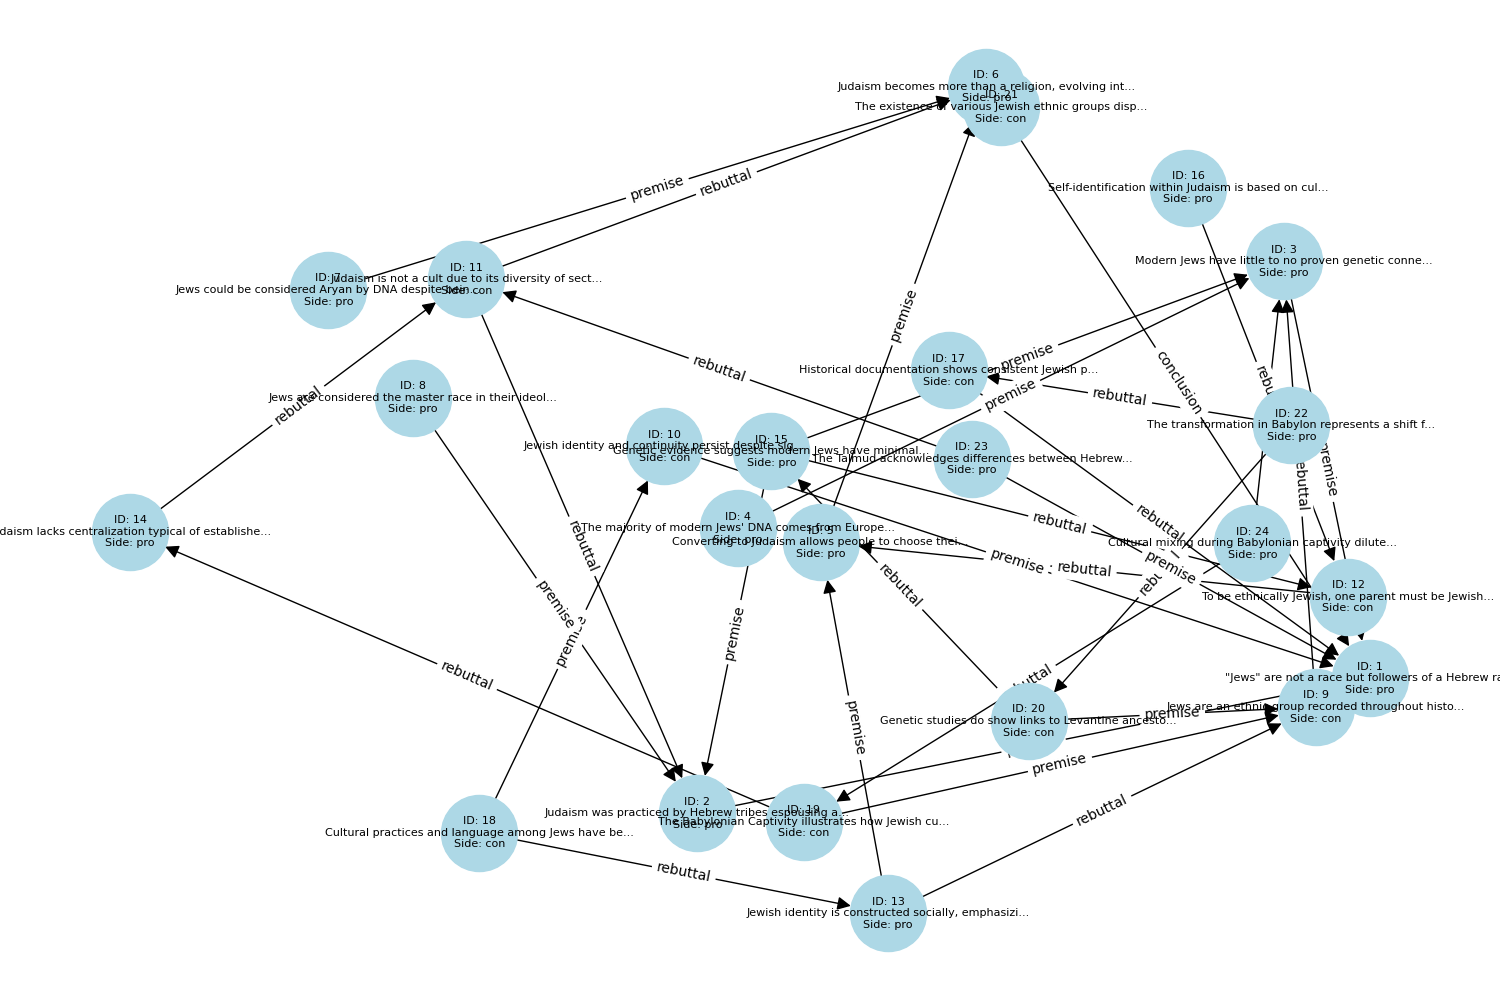 ID: 6
Judaism becomes more than a religion, evolving int...
Side: pro
ID: 21
The existence of various Jewish ethnic groups disp...
Side: con
ID: 16
Self-identification within Judaism is based on cul...
Side: pro
premise
rebuttal
ID: 3
Modern Jews have little to no proven genetic conne...
Side: pro
ID: 7
Jews could be considered Aryan by DNA despite bein...
Side: pro
ID: 11
Judaism is not a cult due to its diversity of sect...
Side: con
premise
ID: 17
Historical documentation shows consistent Jewish p...
Side: con
premise
rebuttal
conclusion
premise
rebuttal
ID: 8
Jews are considered the master race in their ideol...
Side: pro
rebuttal
ID: 22
The transformation in Babylon represents a shift f...
Side: pro
ID: 10
Jewish identity and continuity persist despite sig...
Side: con
ID: 15
Genetic evidence suggests modern Jews have minimal...
Side: pro
ID: 23
The Talmud acknowledges differences between Hebrew...
Side: pro
premise
rebuttal
ID: 14
Judaism lacks centralization typical of establishe...
Side: pro
ID: 4
The majority of modern Jews' DNA comes from Europe...
Side: pro
ID: 5
Converting to Judaism allows people to choose thei...
Side: pro
rebuttal
rebuttal
rebuttal
ID: 24
Cultural mixing during Babylonian captivity dilute...
Side: pro
premise
rebuttal
premise
rebuttal
ID: 12
To be ethnically Jewish, one parent must be Jewish...
Side: con
premise
premise
premise
rebuttal
ID: 1
"Jews" are not a race but followers of a Hebrew
Side: pro
ID: 9
Jews are an ethnic group recorded throughout histo...
Side: con
ID: 20
Genetic studies do show links to Levantine ancesto...
Side: con
premise
premise
premise
rebuttal
ID: 2
Judaism was practiced by Hebrew tribes espousing a...
Side: pro
ID: 19
The Babylonian Captivity illustrates how Jewish cu...
Side: con
ID: 18
Cultural practices and language among Jews have be...
Side: con
rebuttal
rebuttal
ID: 13
Jewish identity is constructed socially, emphasizi...
Side: pro